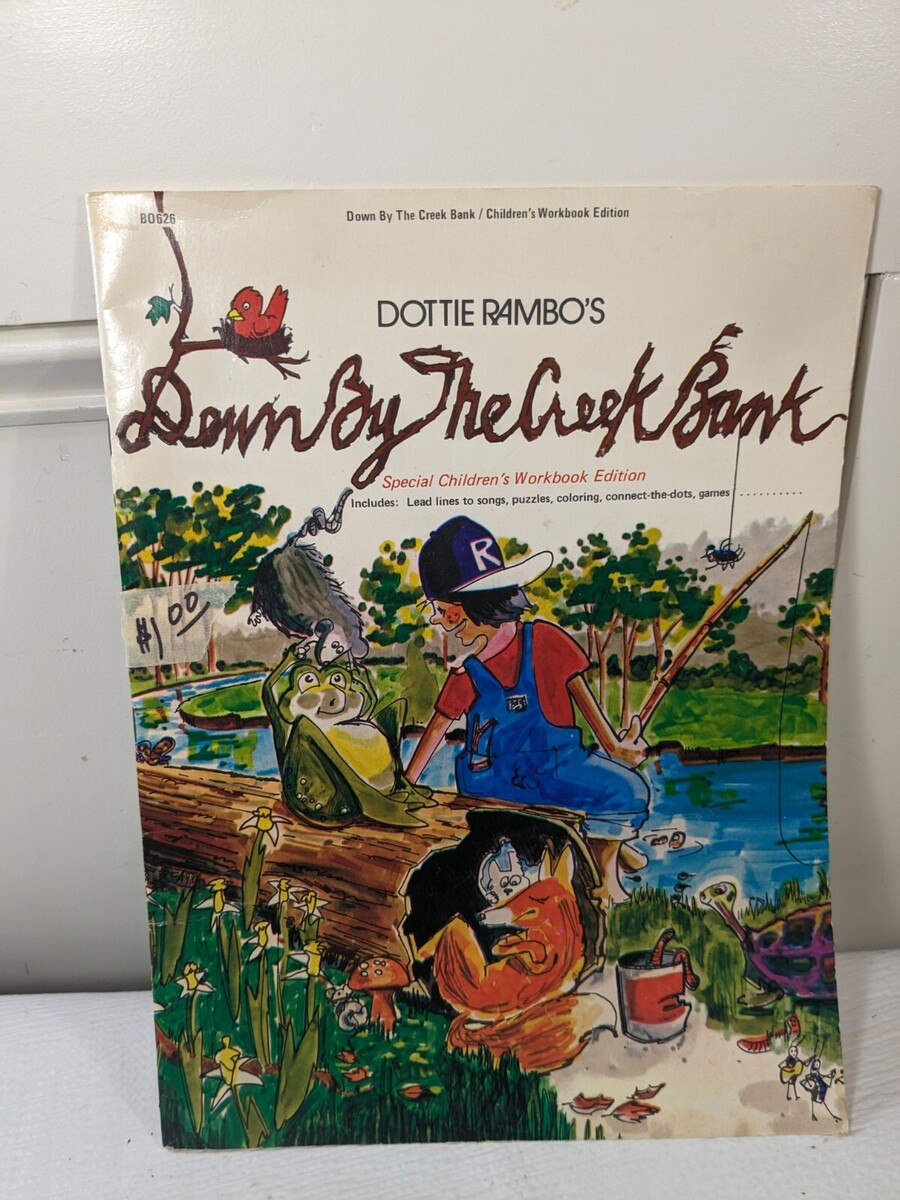 BO626
Down By The Creek Bank / Children's Workbook Edition
DOTTIE RAMBO'S
Down By The Creek Bank
Special Children's Workbook Edition
Includes: Lead lines to songs, puzzles, coloring, connect-the-dots, games ..........
R
$1.00